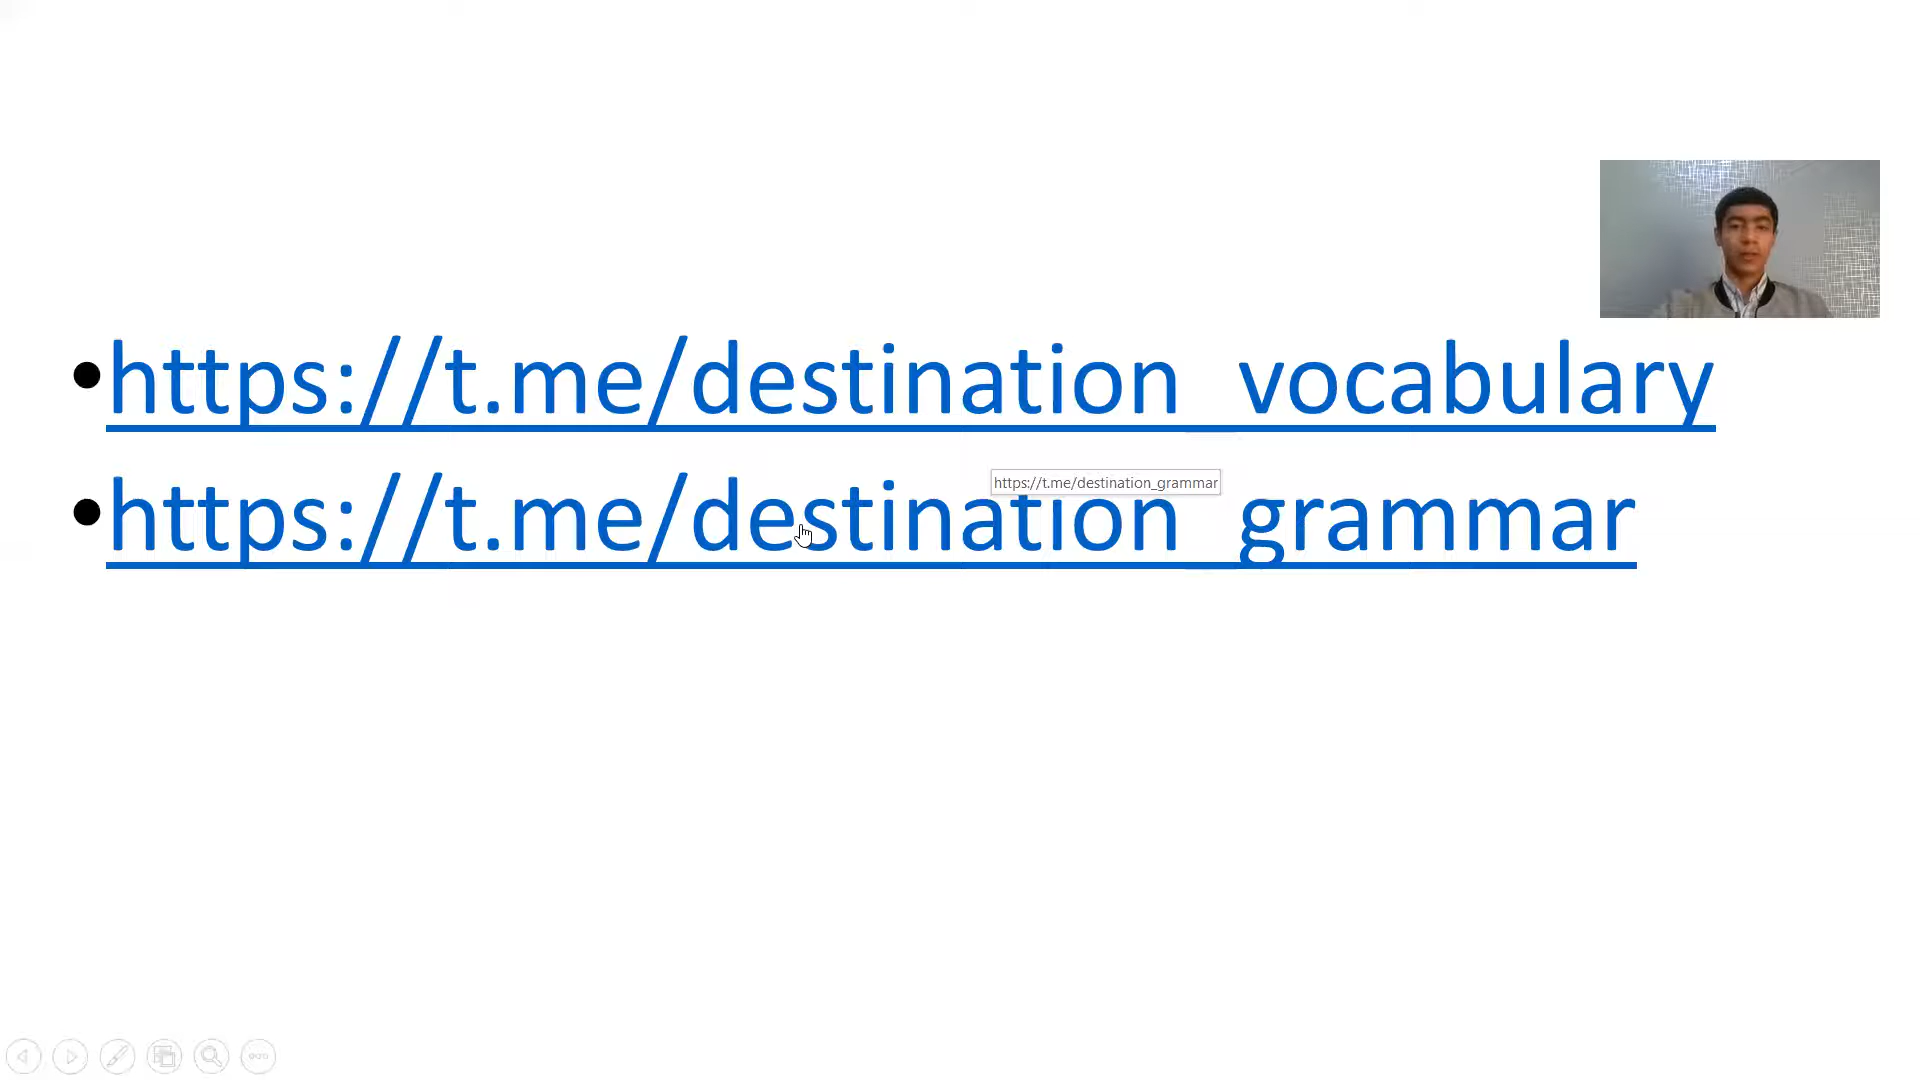 •https://t.me/destination_vocabulary
https://t.me/destination_grammar
•https://t.me/destination_grammar